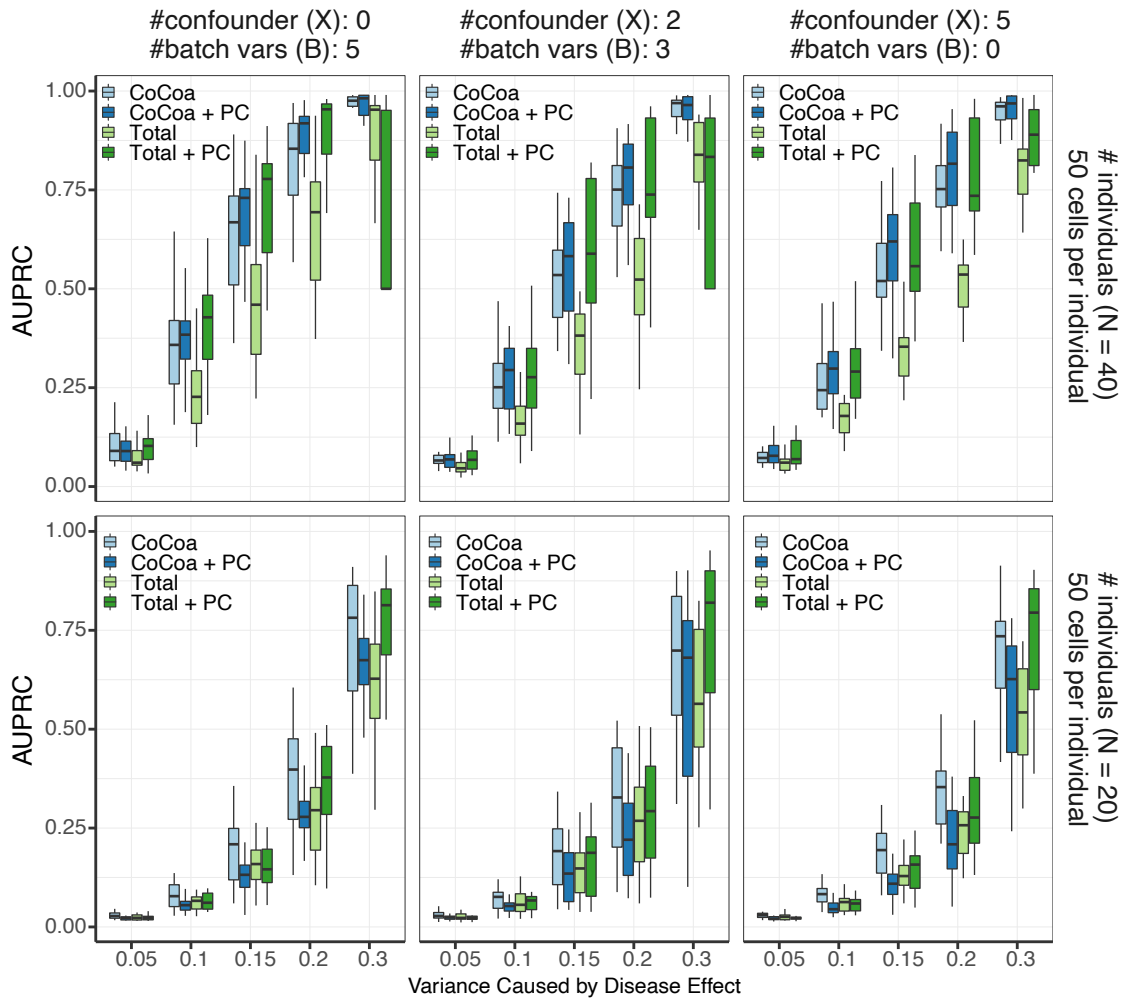 #confounder (X): 0
#batch vars (B): 5
#confounder (X): 2
#batch vars (B): 3
#confounder (X): 5
#batch vars (B): 0
AUPRC
1.00
0.75
0.50
0.25
0.00
CoCoa
CoCoa + PC
Total
Total + PC
CoCoa
CoCoa + PC
Total
Total + PC
CoCoa
CoCoa + PC
Total
Total + PC
# individuals (N = 40)
50 cells per individual
AUPRC
1.00
0.75
0.50
0.25
0.00
CoCoa
CoCoa + PC
Total
Total + PC
CoCoa
CoCoa + PC
Total
Total + PC
CoCoa
CoCoa + PC
Total
Total + PC
# individuals (N = 20)
50 cells per individual
0.05 0.1 0.15 0.2 0.3
0.05 0.1 0.15 0.2 0.3
0.05 0.1 0.15 0.2 0.3
Variance Caused by Disease Effect